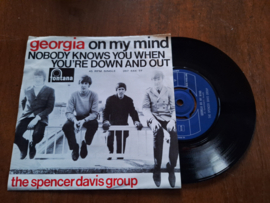 georgia on my mind
NOBODY KNOWS YOU WHEN
YOU'RE DOWN AND OUT
fontana
the spencer davis group